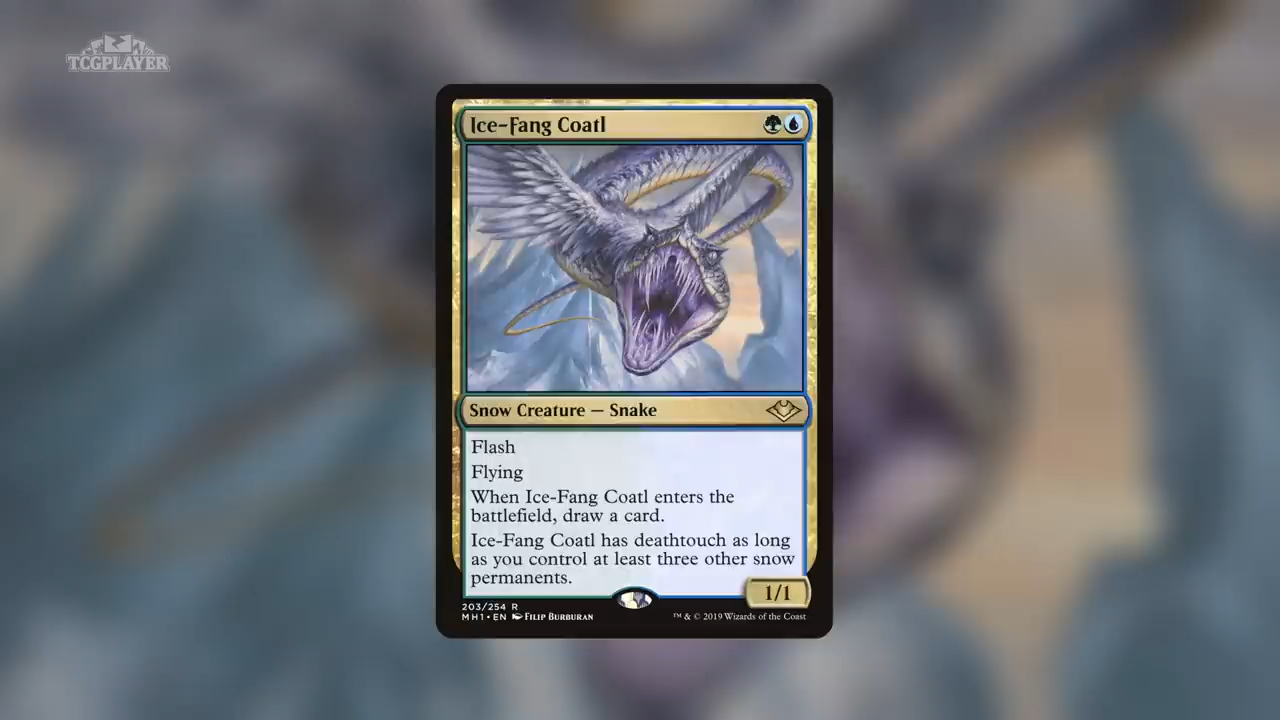 TCGPLAYER
Ice-Fang Coatl
Snow Creature — Snake
Flash
Flying
When Ice-Fang Coatl enters the
battlefield, draw a card.
Ice-Fang Coatl has deathtouch as long
as you control at least three other snow
permanents.
1/1
203/254 R
MH1 • EN Filip Burburan
™ & © 2019 Wizards of the Coast